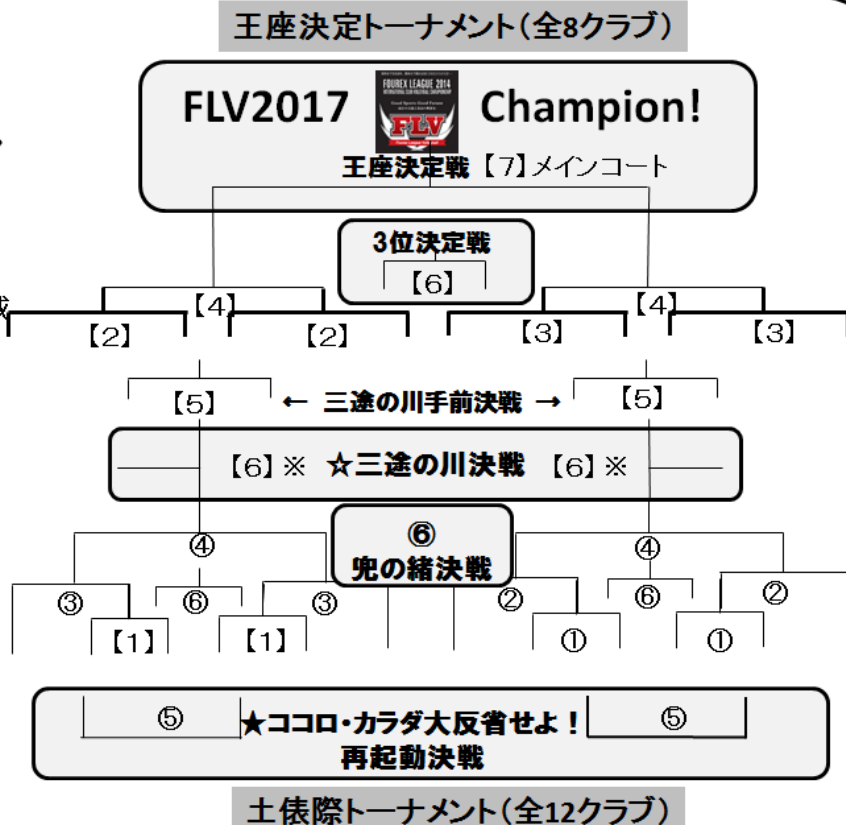 王座決定トーナメント（全8クラブ）
FLV2017 Champion!
FOUREX LEAGUE 2014
FLV
王座決定戦【7】メインコート
3位決定戦
【6】
【4】 【4】
【2】 【2】 【3】 【3】
【5】 ← 三途の川手前決戦 → 【5】
【6】※ ☆三途の川決戦 【6】※
⑥
兜の緒決戦
④ ④
③ ⑥ ③ ② ⑥ ②
【1】 【1】 ① ①
⑤ ★ココロ・カラダ大反省せよ！ ⑤
再起動決戦
土俵際トーナメント（全12クラブ）